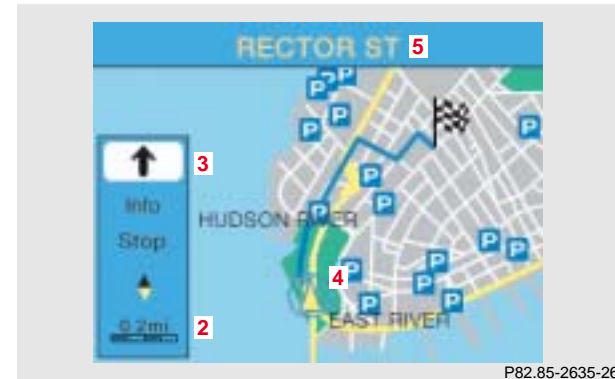 RECTOR ST 5
P P
P
P P
P
3
P
Info
P P
HUDSON RIVER
Stop
P P
4 P
P P
P P
0.2mi 2
EAST RIVER
P82.85-2635-26